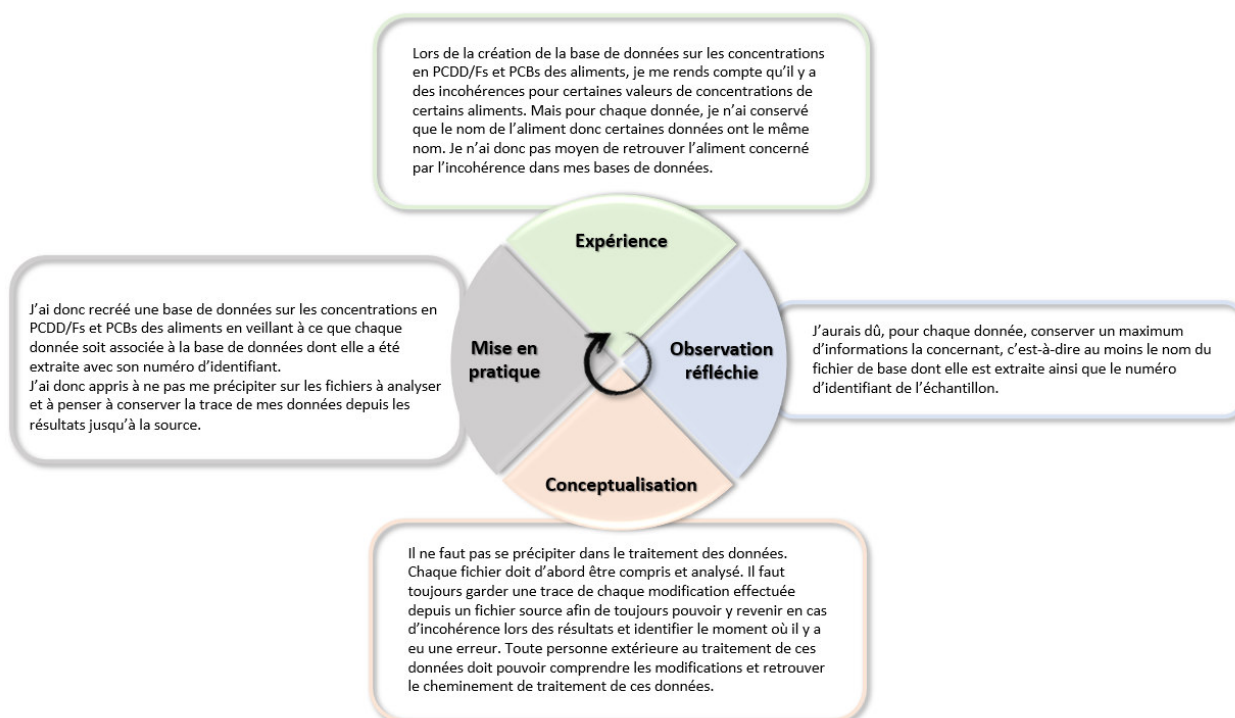 Lors de la création de la base de données sur les concentrations
en PCDD/Fs et PCBs des aliments, je me rends compte qu’il y a
des incohérences pour certaines valeurs de concentrations de
certains aliments. Mais pour chaque donnée, je n’ai conservé
que le nom de l’aliment donc certaines données ont le même
nom. Je n’ai donc pas moyen de retrouver l’aliment concerné
par l’incohérence dans mes bases de données.
Expérience
J’ai donc recréé une base de données sur les concentrations en
PCDD/Fs et PCBs des aliments en veillant à ce que chaque
donnée soit associée à la base de données dont elle a été
extraite avec son numéro d’identifiant.
J’ai donc appris à ne pas me précipiter sur les fichiers à analyser
et à penser à conserver la trace de mes données depuis les
résultats jusqu’à la source.
Mise en
pratique
Observation
réfléchie
J’aurais dû, pour chaque donnée, conserver un maximum
d’informations la concernant, c’est-à-dire au moins le nom du
fichier de base dont elle est extraite ainsi que le numéro
d’identifiant de l’échantillon.
Conceptualisation
Il ne faut pas se précipiter dans le traitement des données.
Chaque fichier doit d’abord être compris et analysé. Il faut
toujours garder une trace de chaque modification effectuée
depuis un fichier source afin de toujours pouvoir y revenir en cas
d’incohérence lors des résultats et identifier le moment où il y a
eu une erreur. Toute personne extérieure au traitement de ces
données doit pouvoir comprendre les modifications et retrouver
le cheminement de traitement de ces données.